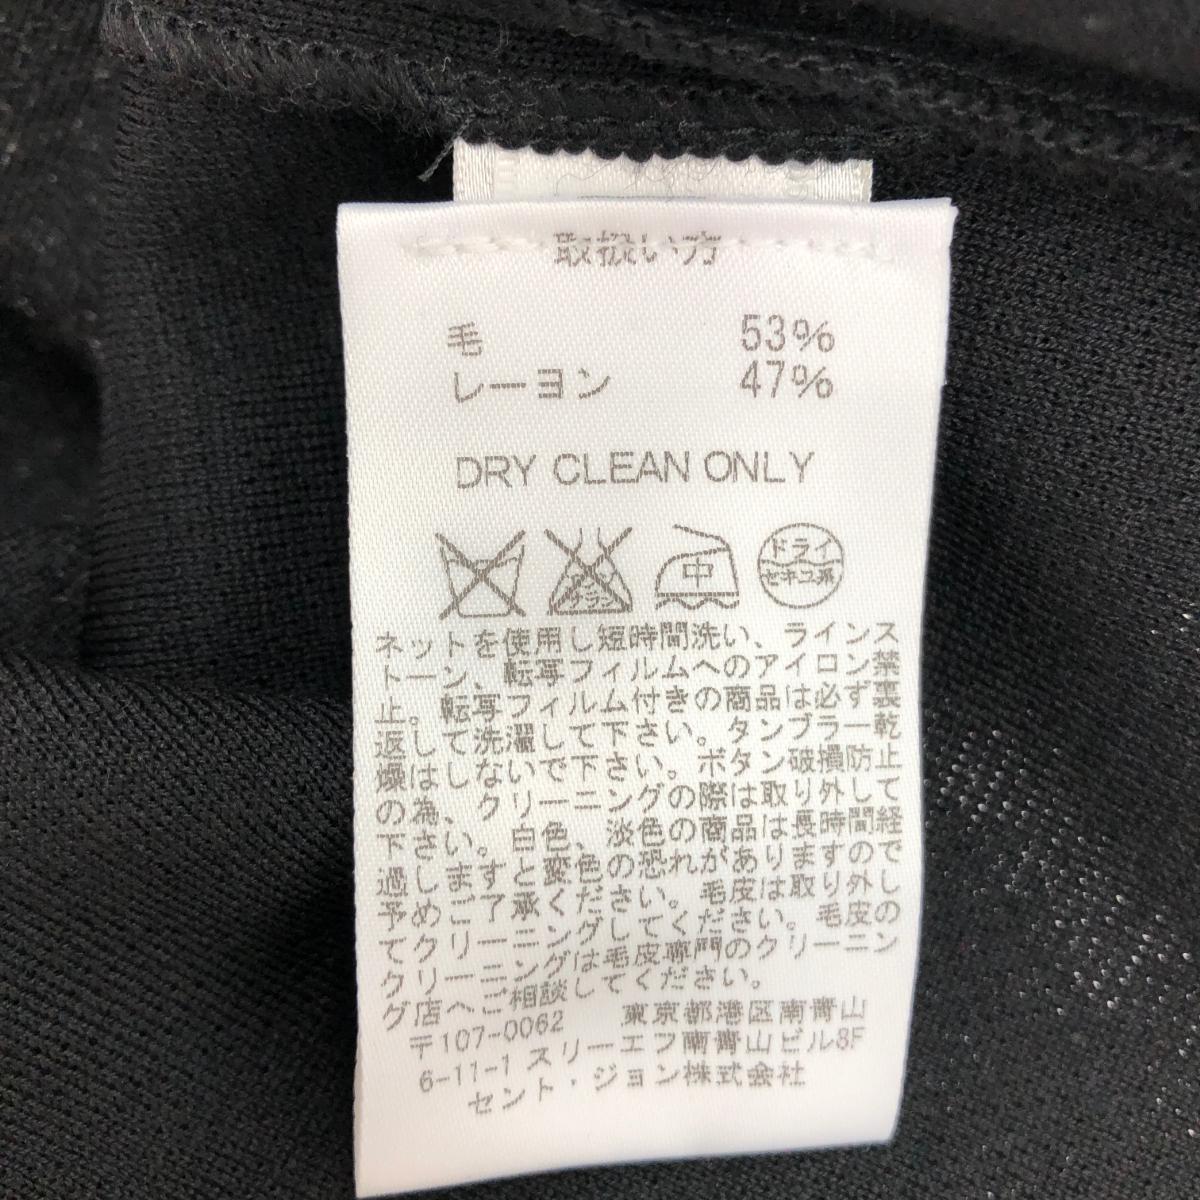 取扱い方
毛 53%
レーヨン 47%
DRY CLEAN ONLY
中
ドライ
セキユ系
ネットを使用し短時間洗い、ラインス
トーン、転写フィルムへのアイロン禁
止。転写フィルム付きの商品は必ず裏
返して洗濯して下さい。タンブラー乾
燥はしないで下さい。ボタン破損防止
の為、クリーニングの際は取り外して
下さい。白色、淡色の商品は長時間経
過しますと変色の恐れがありますので
予めご了承ください。毛皮は取り外し
てクリーニングしてください。毛皮の
クリーニングは毛皮専門のクリーニン
グ店へご相談してください。
〒107-0062 東京都港区南青山
6-11-1 スリーエフ南青山ビル8F
セント・ジョン株式会社